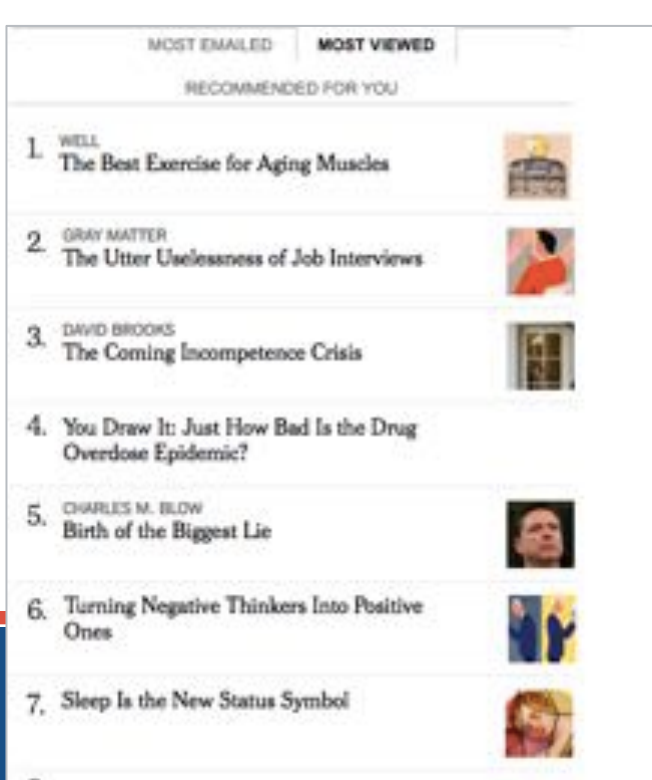 MOST EMAILED MOST VIEWED
RECOMMENDED FOR YOU
1. WELL
The Best Exercise for Aging Muscles
2. GRAY MATTER
The Utter Uselessness of Job Interviews
3. DAVID BROOKS
The Coming Incompetence Crisis
4. You Draw It: Just How Bad Is the Drug
Overdose Epidemic?
5. CHARLES M. BLOW
Birth of the Biggest Lie
6. Turning Negative Thinkers Into Positive
Ones
7. Sleep Is the New Status Symbol